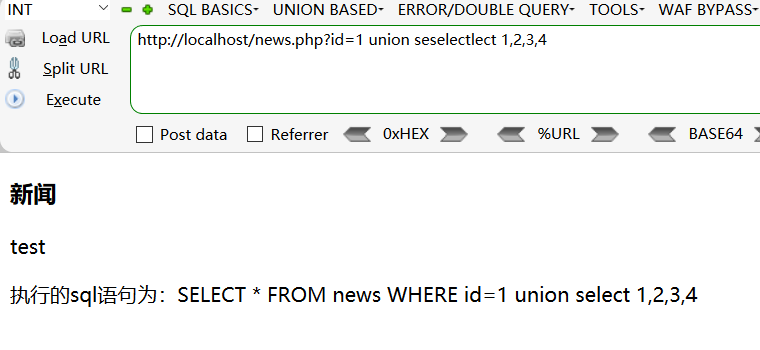 INT SQL BASICS UNION BASED ERROR/DOUBLE QUERY TOOLS WAF BYPASS
Load URL http://localhost/news.php?id=1 union seselectlect 1,2,3,4
Split URL
Execute
Post data Referrer 0xHEX %URL BASE64
新闻
test
执行的sql语句为：SELECT * FROM news WHERE id=1 union select 1,2,3,4